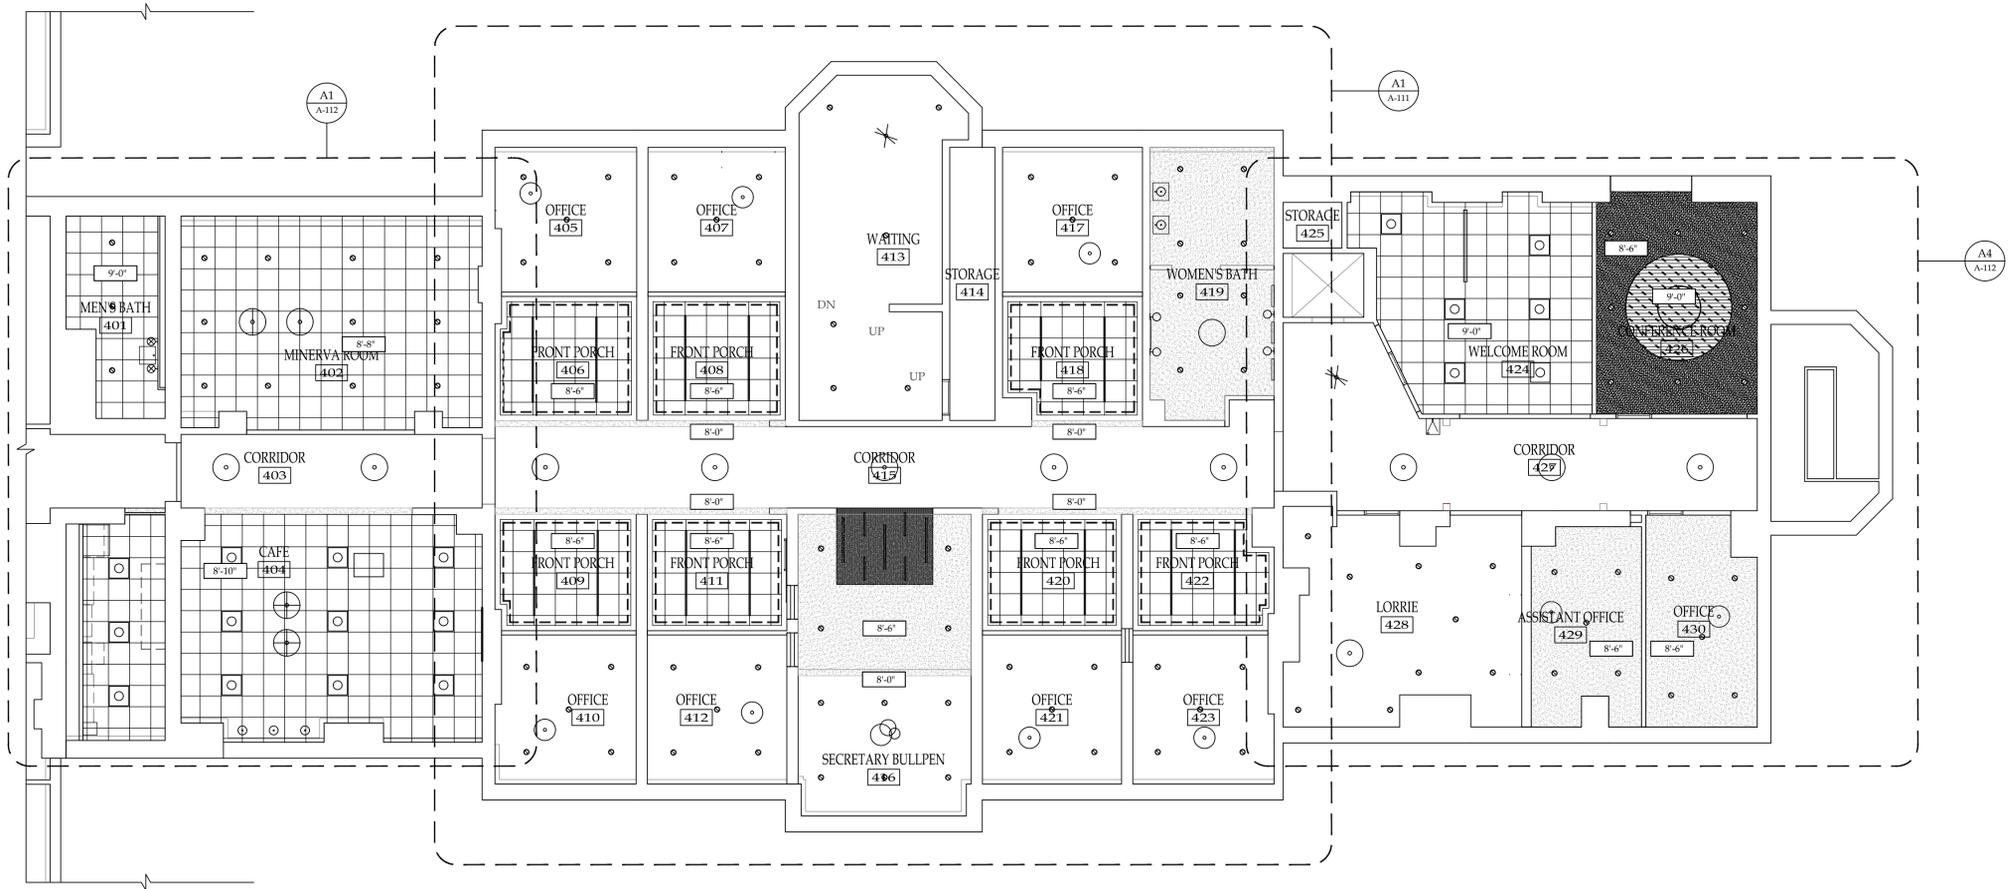 A1
A-112
A1
A-111
A4
A-112
MEN'S BATH
401
9'-0"
MINERVA ROOM
402
8'-8"
CORRIDOR
403
CAFE
404
8'-10"
OFFICE
405
FRONT PORCH
406
8'-6"
OFFICE
407
FRONT PORCH
408
8'-6"
8'-0"
WAITING
413
DN
UP
UP
STORAGE
414
OFFICE
417
FRONT PORCH
418
8'-6"
8'-0"
WOMEN'S BATH
419
STORAGE
425
WELCOME ROOM
424
9'-0"
8'-6"
9'-0"
CONFERENCE ROOM
426
CORRIDOR
415
8'-0"
8'-0"
CORRIDOR
427
8'-6"
FRONT PORCH
409
8'-6"
FRONT PORCH
411
8'-6"
FRONT PORCH
420
8'-6"
FRONT PORCH
422
OFFICE
410
OFFICE
412
8'-6"
8'-0"
SECRETARY BULLPEN
416
OFFICE
421
OFFICE
423
LORRIE
428
ASSISTANT OFFICE
429
8'-6"
OFFICE
430
8'-6"